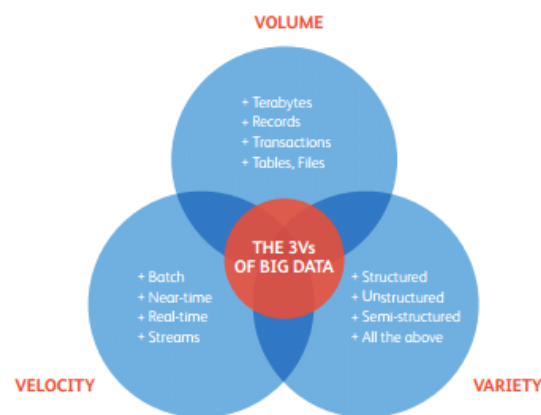 VOLUME
+ Terabytes
+ Records
+ Transactions
+ Tables, Files
THE 3Vs
OF BIG DATA
+ Batch
+ Near-time
+ Real-time
+ Streams
+ Structured
+ Unstructured
+ Semi-structured
+ All the above
VELOCITY
VARIETY